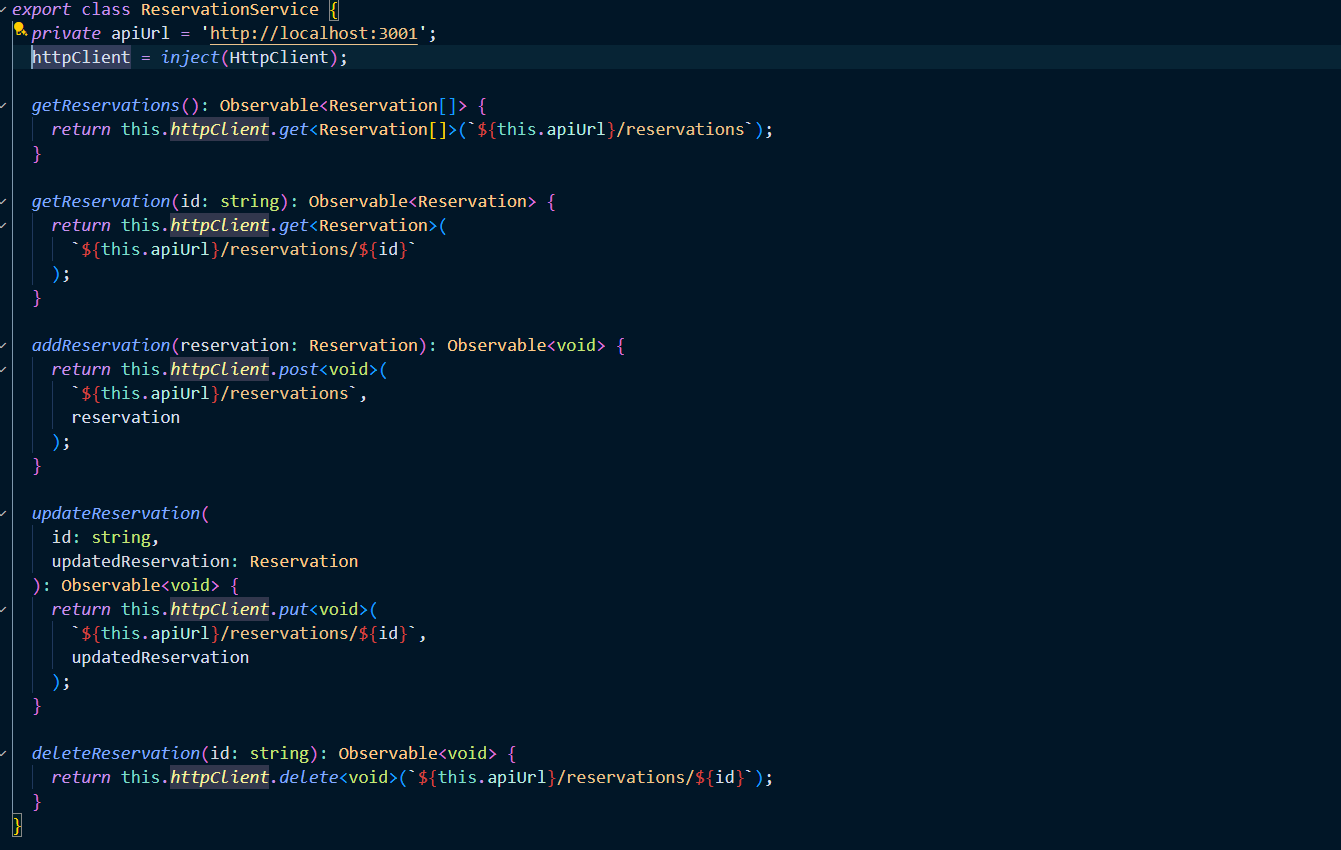 export class ReservationService {
  private apiUrl = 'http://localhost:3001';
  httpClient = inject(HttpClient);

  getReservations(): Observable<Reservation[]> {
    return this.httpClient.get<Reservation[]>(`${this.apiUrl}/reservations`);
  }

  getReservation(id: string): Observable<Reservation> {
    return this.httpClient.get<Reservation>(
      `${this.apiUrl}/reservations/${id}`
    );
  }

  addReservation(reservation: Reservation): Observable<void> {
    return this.httpClient.post<void>(
      `${this.apiUrl}/reservations`,
      reservation
    );
  }

  updateReservation(
    id: string,
    updatedReservation: Reservation
  ): Observable<void> {
    return this.httpClient.put<void>(
      `${this.apiUrl}/reservations/${id}`,
      updatedReservation
    );
  }

  deleteReservation(id: string): Observable<void> {
    return this.httpClient.delete<void>(`${this.apiUrl}/reservations/${id}`);
  }
}